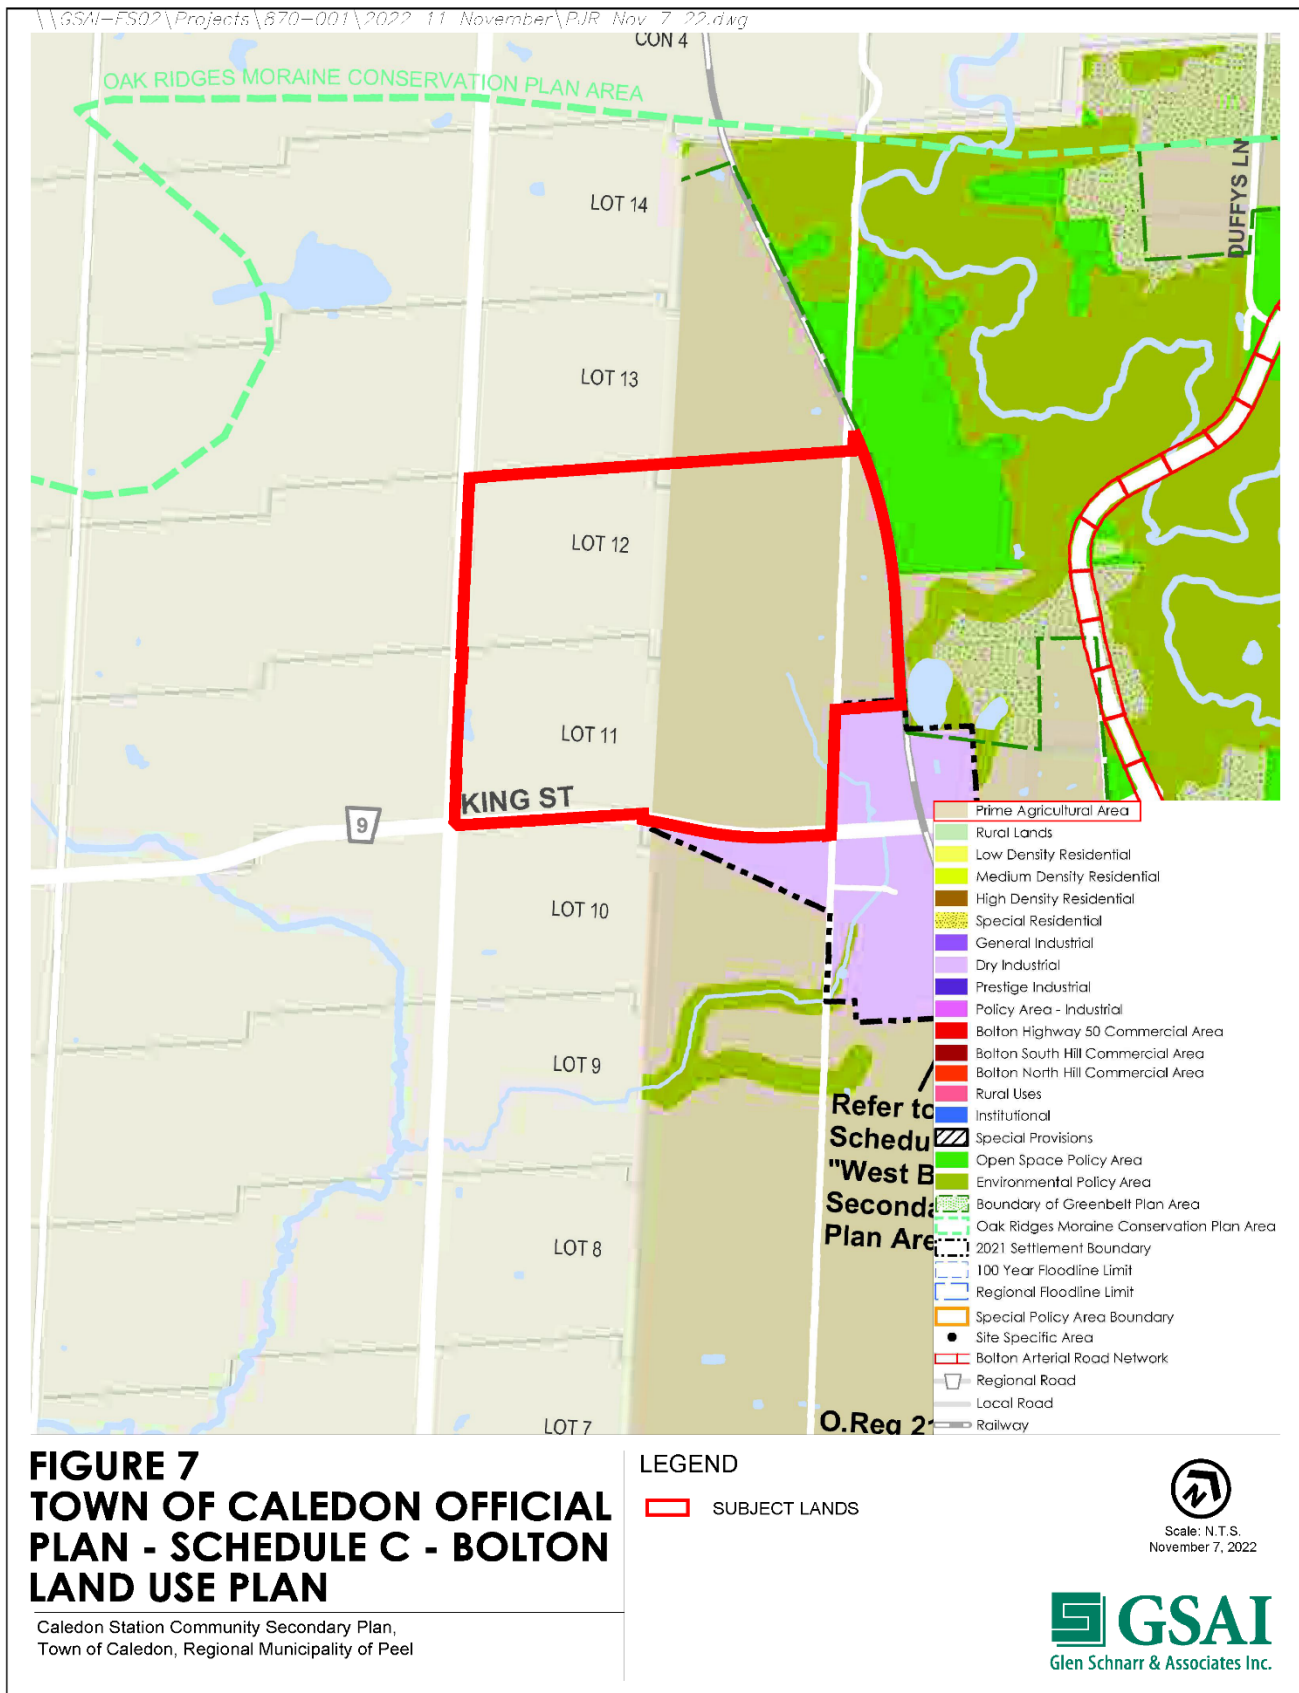 \\GSAI-FS02\Projects\870-001\2022 11 November\PJR Nov 7 22.dwg
CON 4
OAK RIDGES MORAINE CONSERVATION PLAN AREA
DUFFYS LN
LOT 14
LOT 13
LOT 12
LOT 11
KING ST
9
LOT 10
LOT 9
LOT 8
LOT 7
Refer to
Schedu
"West B
Seconda
Plan Are
O.Reg 21
Prime Agricultural Area
Rural Lands
Low Density Residential
Medium Density Residential
High Density Residential
Special Residential
General Industrial
Dry Industrial
Prestige Industrial
Policy Area - Industrial
Bolton Highway 50 Commercial Area
Bolton South Hill Commercial Area
Bolton North Hill Commercial Area
Rural Uses
Institutional
Special Provisions
Open Space Policy Area
Environmental Policy Area
Boundary of Greenbelt Plan Area
Oak Ridges Moraine Conservation Plan Area
2021 Settlement Boundary
100 Year Floodline Limit
Regional Floodline Limit
Special Policy Area Boundary
Site Specific Area
Bolton Arterial Road Network
Regional Road
Local Road
Railway
FIGURE 7
TOWN OF CALEDON OFFICIAL
PLAN - SCHEDULE C - BOLTON
LAND USE PLAN
Caledon Station Community Secondary Plan,
Town of Caledon, Regional Municipality of Peel
LEGEND
SUBJECT LANDS
Scale: N.T.S.
November 7, 2022
GSAI
Glen Schnarr & Associates Inc.